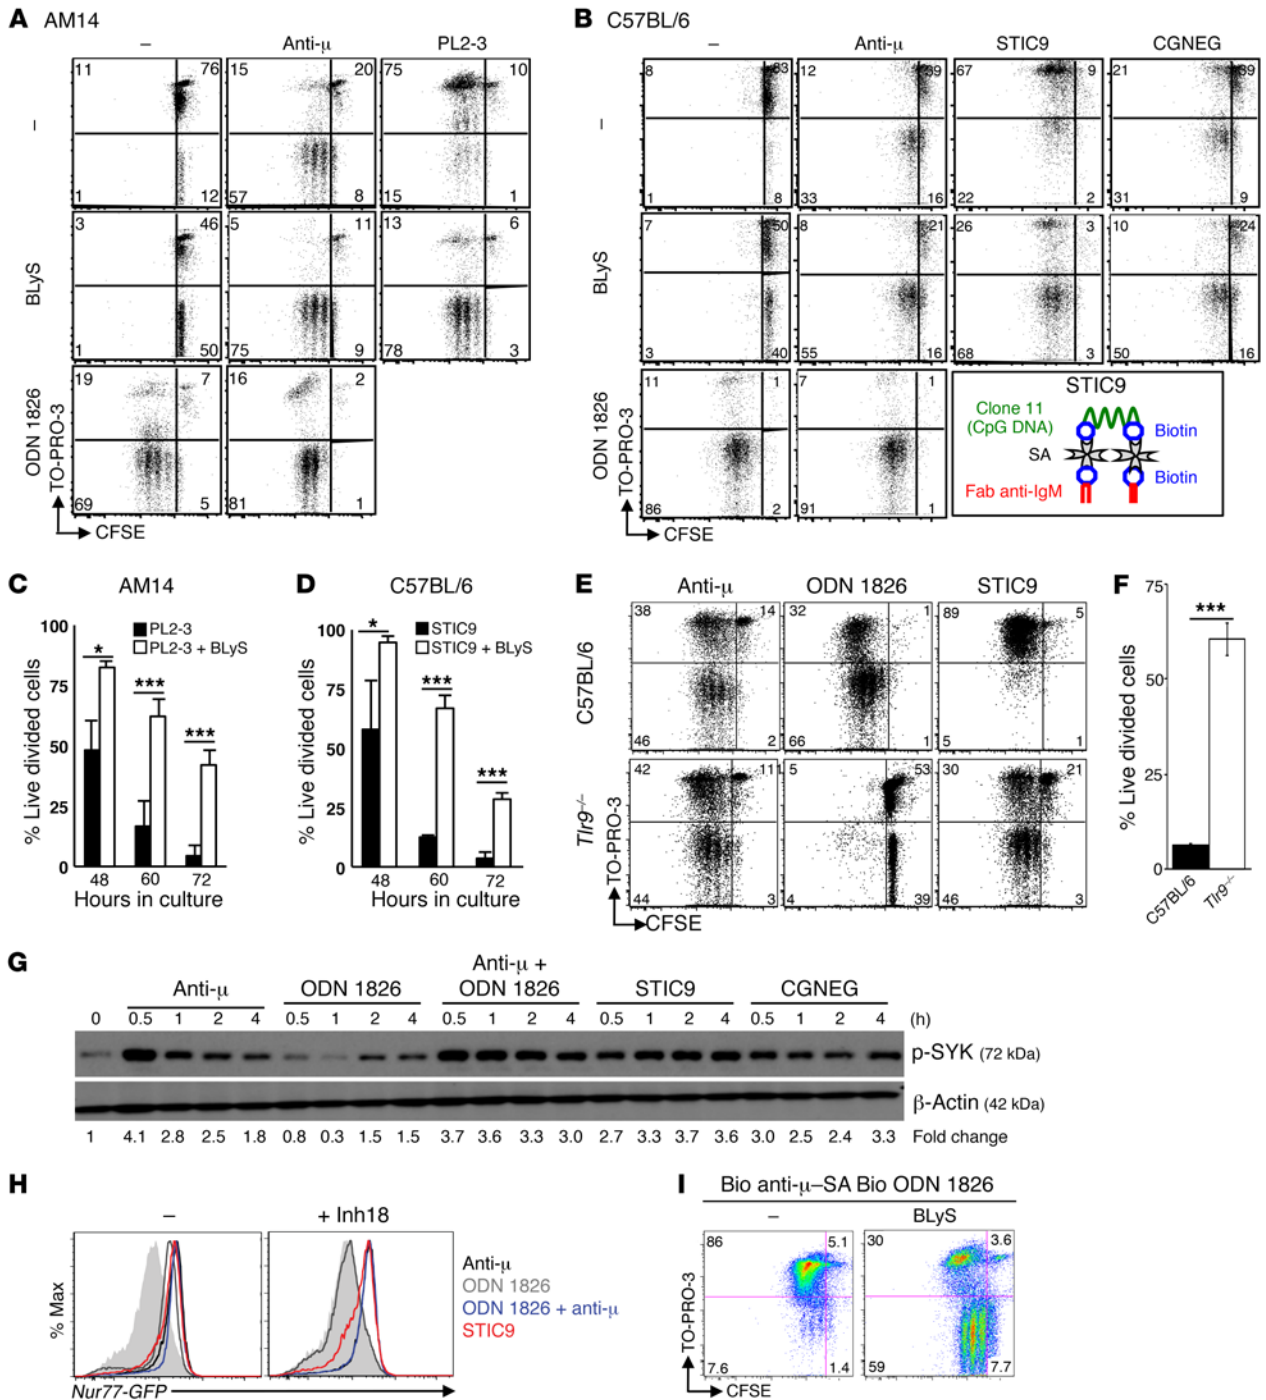 A AM14
– Anti-μ PL2-3
–
11 76
1 12
15 20
57 8
75 10
15 1
BLyS
3 46
1 50
5 11
75 9
13 6
78 3
ODN 1826
19 7
69 5
16 2
81 1
TO-PRO-3
CFSE
B C57BL/6
– Anti-μ STIC9 CGNEG
–
8 83
1 8
12 39
33 16
67 9
22 2
21 39
31 9
BLyS
7 50
3 40
8 21
55 16
26 3
68 3
10 24
50 16
ODN 1826
11 1
86 2
7 1
91 1
TO-PRO-3
CFSE
STIC9
Clone 11
(CpG DNA)
Biotin
SA
Biotin
Fab anti-IgM
C AM14
PL2-3
PL2-3 + BLyS
% Live divided cells
100
75
50
25
0
* *** ***
48 60 72
Hours in culture
D C57BL/6
STIC9
STIC9 + BLyS
% Live divided cells
100
75
50
25
0
* *** ***
48 60 72
Hours in culture
E
Anti-μ ODN 1826 STIC9
C57BL/6
38 14
46 2
32 1
66 1
89 5
5 1
Tlr9–/–
42 11
44 3
5 53
4 39
30 21
46 3
TO-PRO-3
CFSE
F
% Live divided cells
75
50
25
0
***
C57BL/6 Tlr9–/–
G
Anti-μ ODN 1826 Anti-μ + ODN 1826 STIC9 CGNEG
0 0.5 1 2 4 0.5 1 2 4 0.5 1 2 4 0.5 1 2 4 0.5 1 2 4 (h)
p-SYK (72 kDa)
β-Actin (42 kDa)
1 4.1 2.8 2.5 1.8 0.8 0.3 1.5 1.5 3.7 3.6 3.3 3.0 2.7 3.3 3.7 3.6 3.0 2.5 2.4 3.3 Fold change
H
– + Inh18
% Max
Nur77-GFP
Anti-μ
ODN 1826
ODN 1826 + anti-μ
STIC9
I Bio anti-μ–SA Bio ODN 1826
– BLyS
86 5.1
7.6 1.4
30 3.6
59 7.7
TO-PRO-3
CFSE